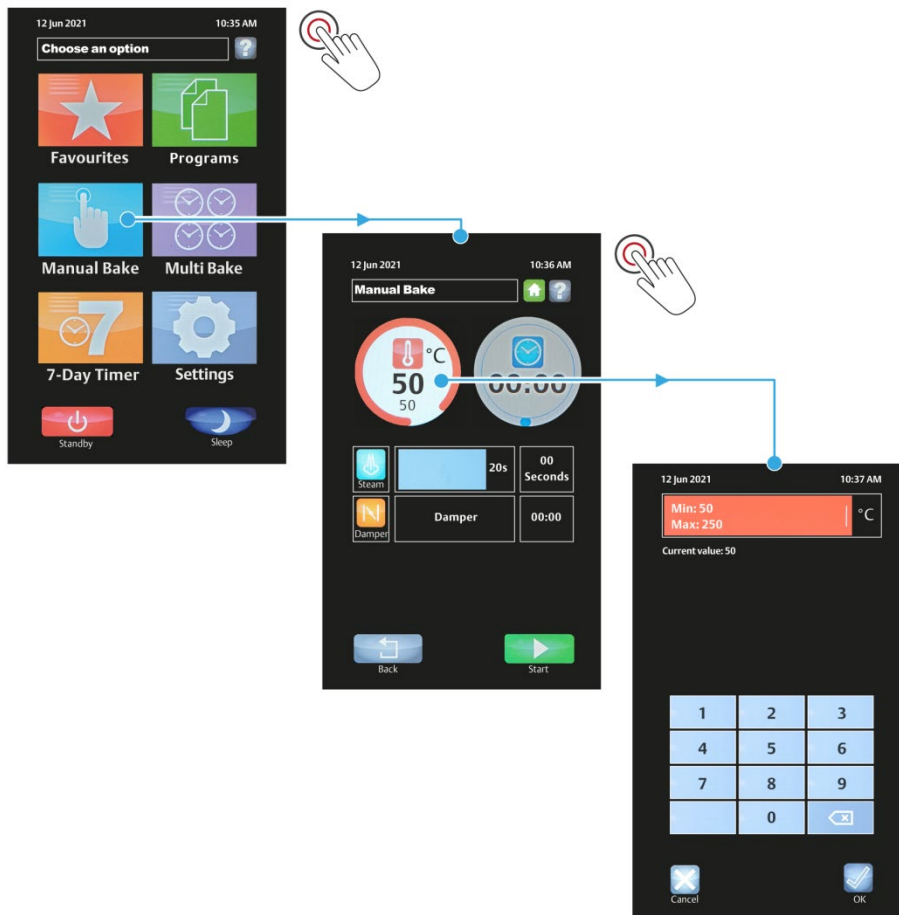 12 Jun 2021 10:35 AM
Choose an option ?
Favourites Programs
Manual Bake Multi Bake
7
7-Day Timer Settings
Standby Sleep
12 Jun 2021 10:36 AM
Manual Bake ?
°C
50 00:00
50
Steam 20s 00 Seconds
Damper Damper 00:00
Back Start
12 Jun 2021 10:37 AM
Min: 50 °C
Max: 250
Current value: 50
1 2 3
4 5 6
7 8 9
0
Cancel OK